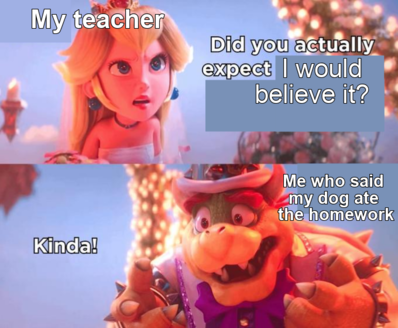 My teacher
Did you actually
expect I would
believe it?
Me who said
my dog ate
the homework
Kinda!